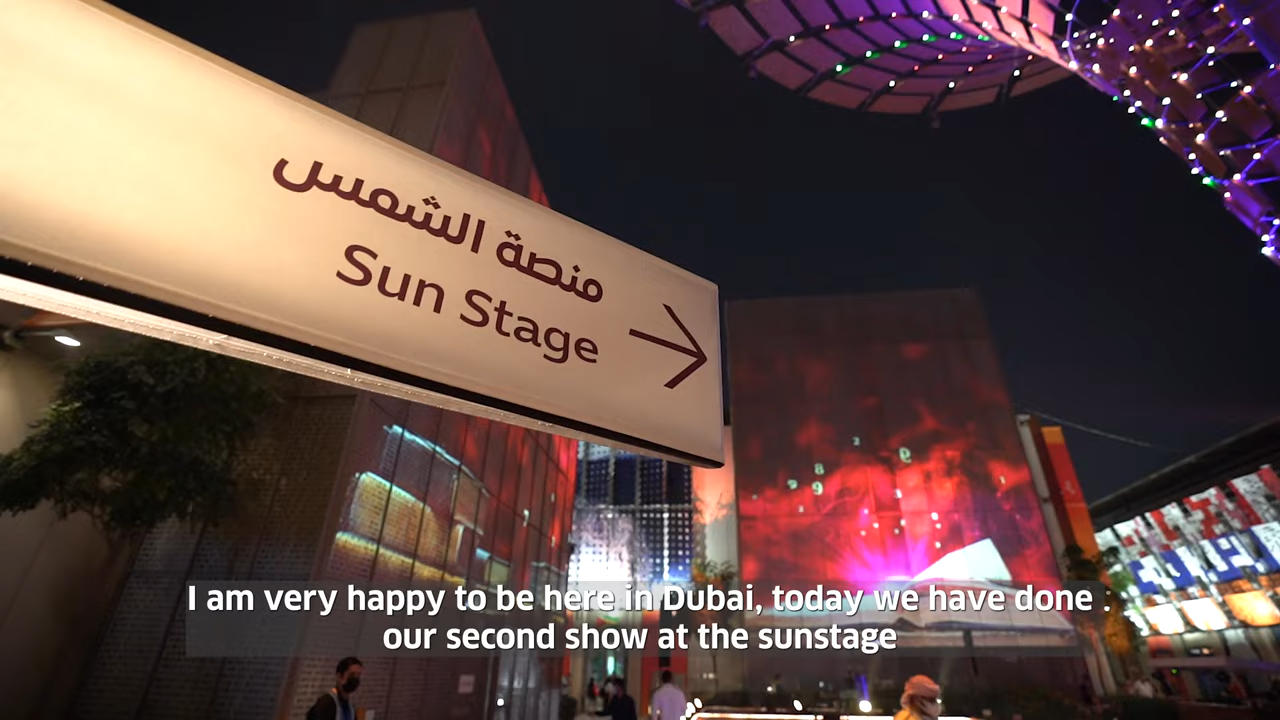 منصة الشمس
Sun Stage
I am very happy to be here in Dubai, today we have done
our second show at the sunstage